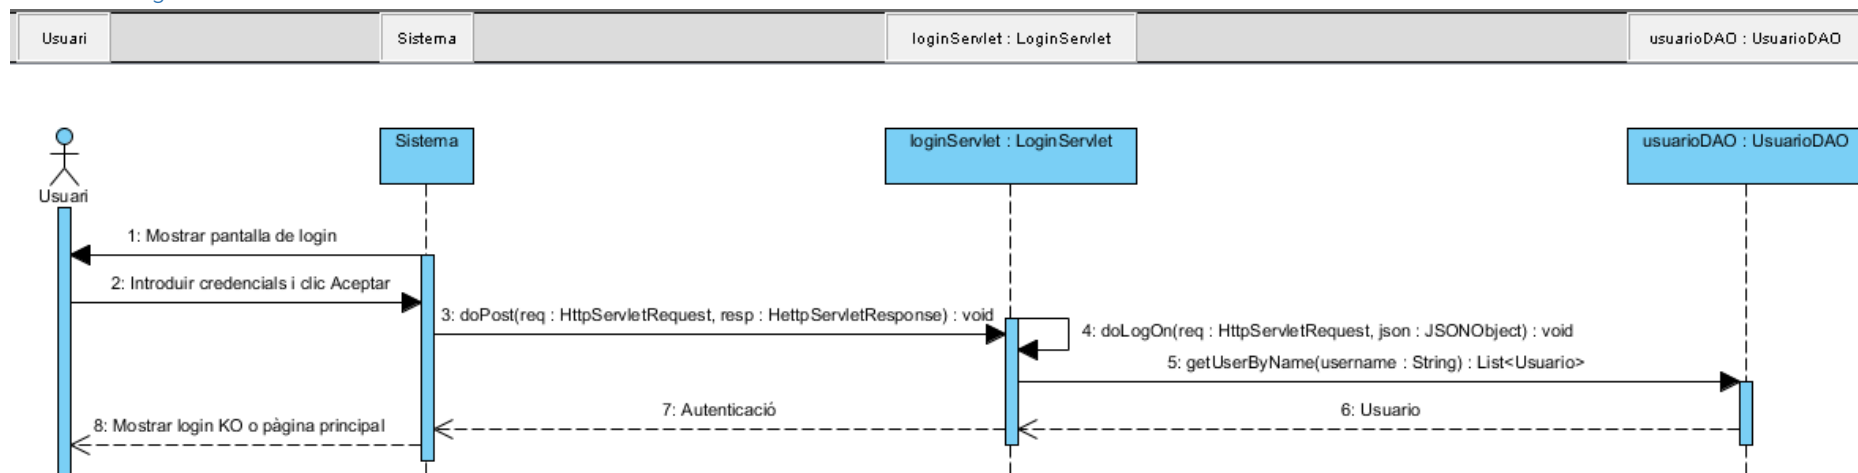 Usuari
Sistema
loginServlet : LoginServlet
usuarioDAO : UsuarioDAO
Sistema
loginServlet : LoginServlet
usuarioDAO : UsuarioDAO
Usuari
1: Mostrar pantalla de login
2: Introduir credencials i clic Aceptar
3: doPost(req : HttpServletRequest, resp : HettpServletResponse) : void
4: doLogOn(req : HttpServletRequest, json : JSONObject) : void
5: getUserByName(username : String) : List<Usuario>
6: Usuario
7: Autenticació
8: Mostrar login KO o pàgina principal